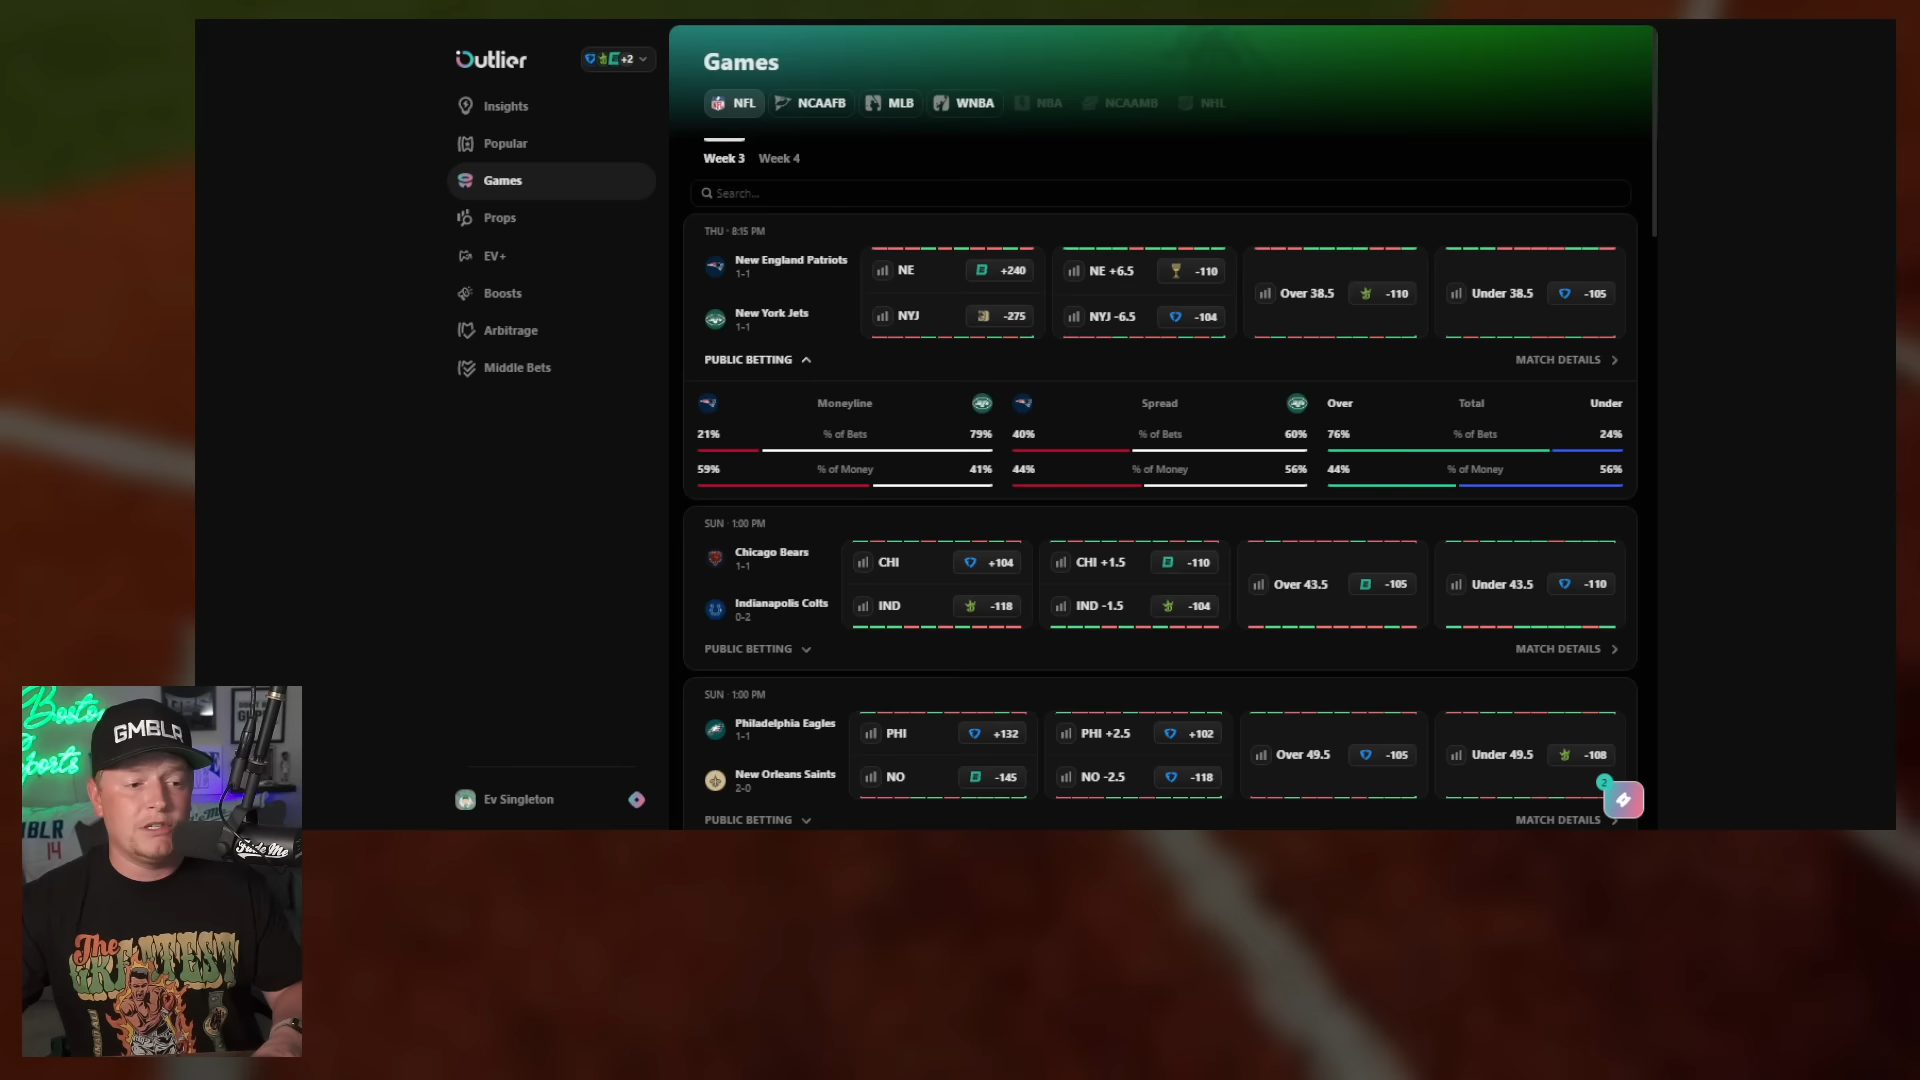 Outlier
+2
Insights
Popular
Games
Props
EV+
Boosts
Arbitrage
Middle Bets
Ev Singleton
Games
NFL NCAAFB MLB WNBA NBA NCAAMB NHL
Week 3 Week 4
Search...
THU · 8:15 PM
New England Patriots
1-1
New York Jets
1-1
NE +240
NYJ -275
NE +6.5 -110
NYJ -6.5 -104
Over 38.5 -110
Under 38.5 -105
PUBLIC BETTING
MATCH DETAILS
Moneyline Spread Over Total Under
21% % of Bets 79% 40% % of Bets 60% 76% % of Bets 24%
59% % of Money 41% 44% % of Money 56% 44% % of Money 56%
SUN · 1:00 PM
Chicago Bears
1-1
Indianapolis Colts
0-2
CHI +104
IND -118
CHI +1.5 -110
IND -1.5 -104
Over 43.5 -105
Under 43.5 -110
PUBLIC BETTING
MATCH DETAILS
SUN · 1:00 PM
Philadelphia Eagles
1-1
New Orleans Saints
2-0
PHI +132
NO -145
PHI +2.5 +102
NO -2.5 -118
Over 49.5 -105
Under 49.5 -108
PUBLIC BETTING
MATCH DETAILS
2
GMBLR
Fade Me
14
The
GREATEST